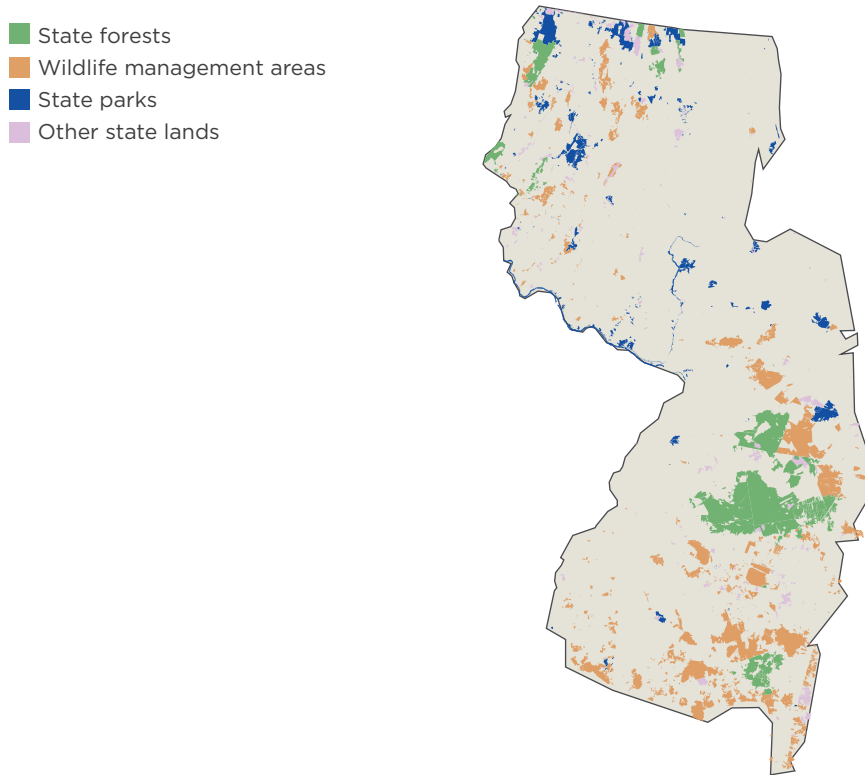 State forests
Wildlife management areas
State parks
Other state lands